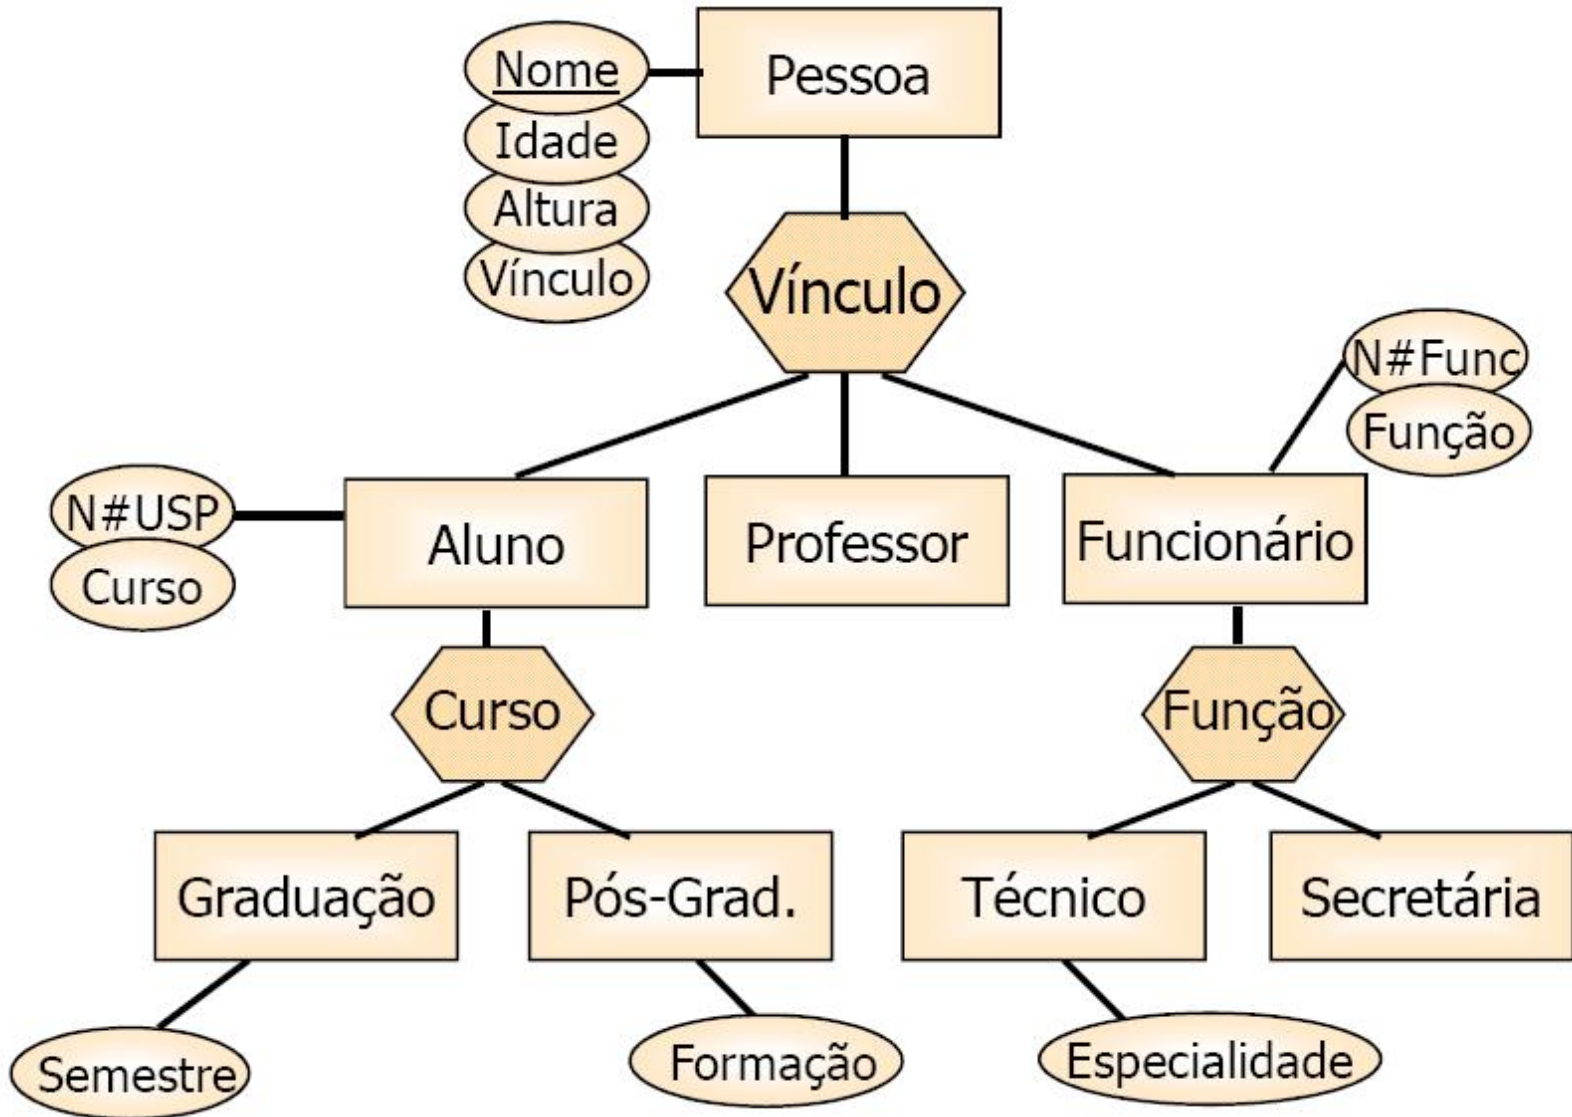 Nome
Pessoa
Idade
Altura
Vínculo
Vínculo
N#Func
Função
N#USP
Curso
Aluno
Professor
Funcionário
Curso
Função
Graduação
Pós-Grad.
Técnico
Secretária
Semestre
Formação
Especialidade